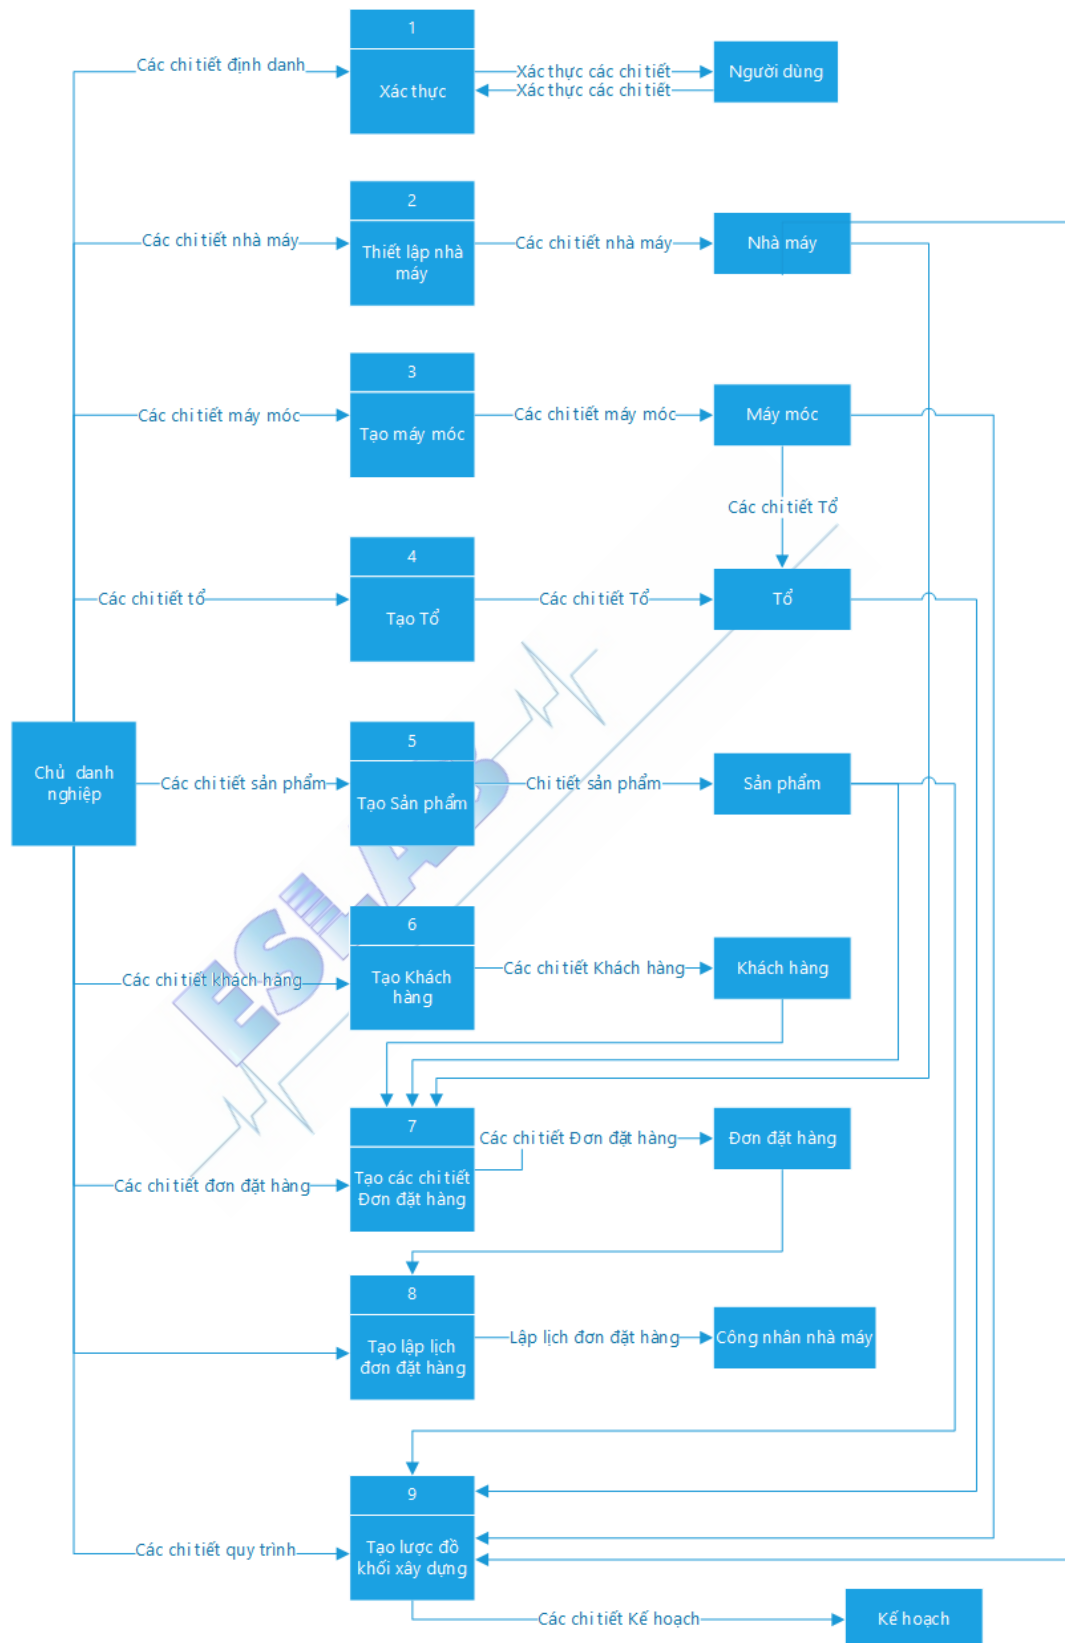 1
Các chi tiết định danh
Xác thực các chi tiết
Người dùng
Xác thực
Xác thực các chi tiết
2
Các chi tiết nhà máy
Thiết lập nhà
máy
Các chi tiết nhà máy
Nhà máy
3
Các chi tiết máy móc
Tạo máy móc
Các chi tiết máy móc
Máy móc
Các chi tiết Tổ
4
Các chi tiết tổ
Tạo Tổ
Các chi tiết Tổ
Tổ
Chủ danh
nghiệp
5
Các chi tiết sản phẩm
Tạo Sản phẩm
Chi tiết sản phẩm
Sản phẩm
ESLAB
6
Các chi tiết khách hàng
Tạo Khách
hàng
Các chi tiết Khách hàng
Khách hàng
7
Các chi tiết đơn đặt hàng
Tạo các chi tiết
Đơn đặt hàng
Các chi tiết Đơn đặt hàng
Đơn đặt hàng
8
Tạo lập lịch
đơn đặt hàng
Lập lịch đơn đặt hàng
Công nhân nhà máy
9
Các chi tiết quy trình
Tạo lược đồ
khối xây dựng
Các chi tiết Kế hoạch
Kế hoạch